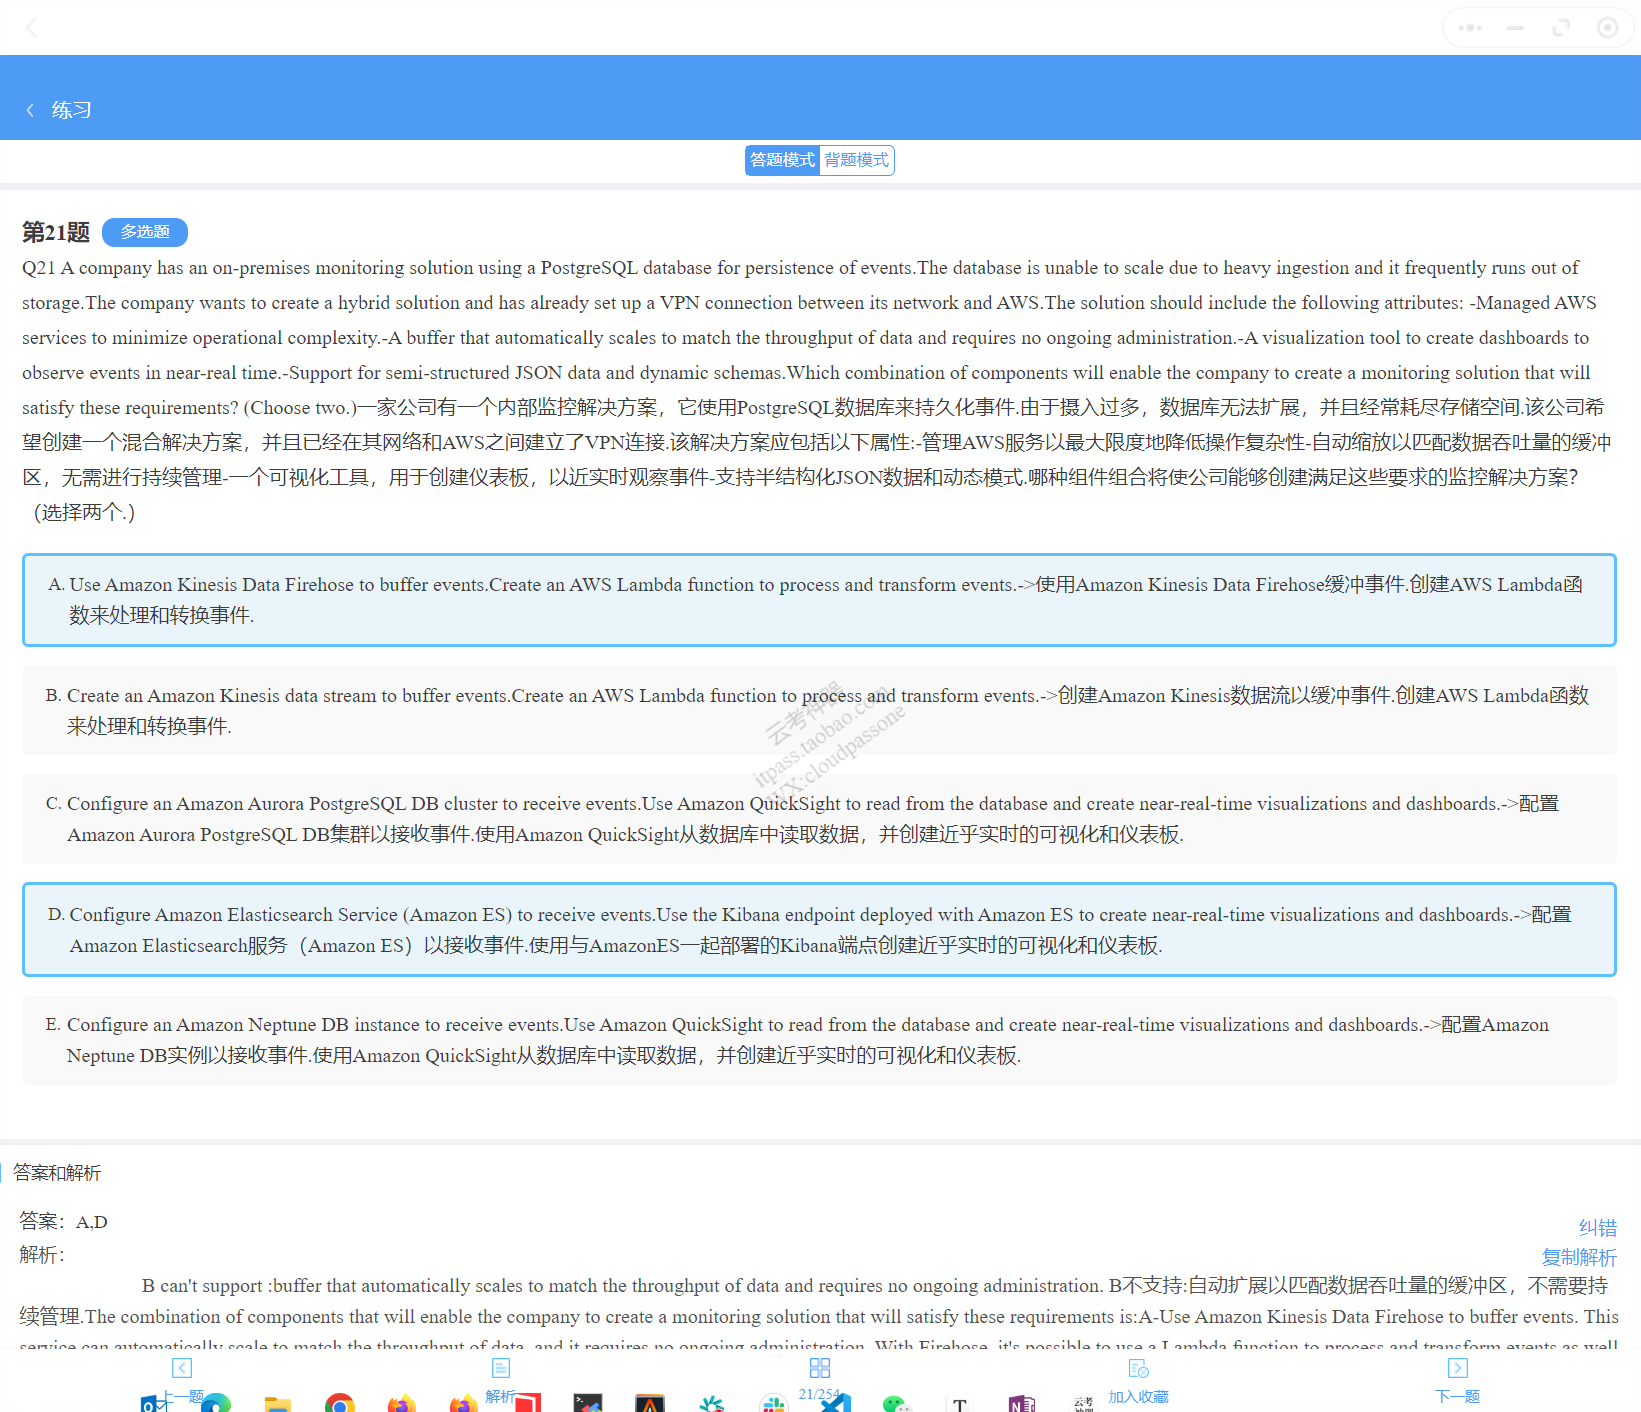 练习
答题模式 背题模式
第21题 多选题
Q21 A company has an on-premises monitoring solution using a PostgreSQL database for persistence of events.The database is unable to scale due to heavy ingestion and it frequently runs out of
storage.The company wants to create a hybrid solution and has already set up a VPN connection between its network and AWS.The solution should include the following attributes: -Managed AWS
services to minimize operational complexity.-A buffer that automatically scales to match the throughput of data and requires no ongoing administration.-A visualization tool to create dashboards to
observe events in near-real time.-Support for semi-structured JSON data and dynamic schemas.Which combination of components will enable the company to create a monitoring solution that will
satisfy these requirements? (Choose two.)一家公司有一个内部监控解决方案，它使用PostgreSQL数据库来持久化事件.由于摄入过多，数据库无法扩展，并且经常耗尽存储空间.该公司希
望创建一个混合解决方案，并且已经在其网络和AWS之间建立了VPN连接.该解决方案应包括以下属性:-管理AWS服务以最大限度地降低操作复杂性-自动缩放以匹配数据吞吐量的缓冲
区，无需进行持续管理-一个可视化工具，用于创建仪表板，以近实时观察事件-支持半结构化JSON数据和动态模式.哪种组件组合将使公司能够创建满足这些要求的监控解决方案？
（选择两个.）
A. Use Amazon Kinesis Data Firehose to buffer events.Create an AWS Lambda function to process and transform events.->使用Amazon Kinesis Data Firehose缓冲事件.创建AWS Lambda函
数来处理和转换事件.
B. Create an Amazon Kinesis data stream to buffer events.Create an AWS Lambda function to process and transform events.->创建Amazon Kinesis数据流以缓冲事件.创建AWS Lambda函数
来处理和转换事件.
云考神器
itpass.taobao.com
WX:cloudpassone
C. Configure an Amazon Aurora PostgreSQL DB cluster to receive events.Use Amazon QuickSight to read from the database and create near-real-time visualizations and dashboards.->配置
Amazon Aurora PostgreSQL DB集群以接收事件.使用Amazon QuickSight从数据库中读取数据，并创建近乎实时的可视化和仪表板.
D. Configure Amazon Elasticsearch Service (Amazon ES) to receive events.Use the Kibana endpoint deployed with Amazon ES to create near-real-time visualizations and dashboards.->配置
Amazon Elasticsearch服务（Amazon ES）以接收事件.使用与AmazonES一起部署的Kibana端点创建近乎实时的可视化和仪表板.
E. Configure an Amazon Neptune DB instance to receive events.Use Amazon QuickSight to read from the database and create near-real-time visualizations and dashboards.->配置Amazon
Neptune DB实例以接收事件.使用Amazon QuickSight从数据库中读取数据，并创建近乎实时的可视化和仪表板.
答案和解析
答案：A,D
纠错
解析：
复制解析
B can't support :buffer that automatically scales to match the throughput of data and requires no ongoing administration. B不支持:自动扩展以匹配数据吞吐量的缓冲区，不需要持
续管理.The combination of components that will enable the company to create a monitoring solution that will satisfy these requirements is:A-Use Amazon Kinesis Data Firehose to buffer events. This
service can automatically scale to match the throughput of data, and it requires no ongoing administration. With Firehose, it's possible to use a Lambda function to process and transform events as well
上一题 解析 21/254 加入收藏 下一题